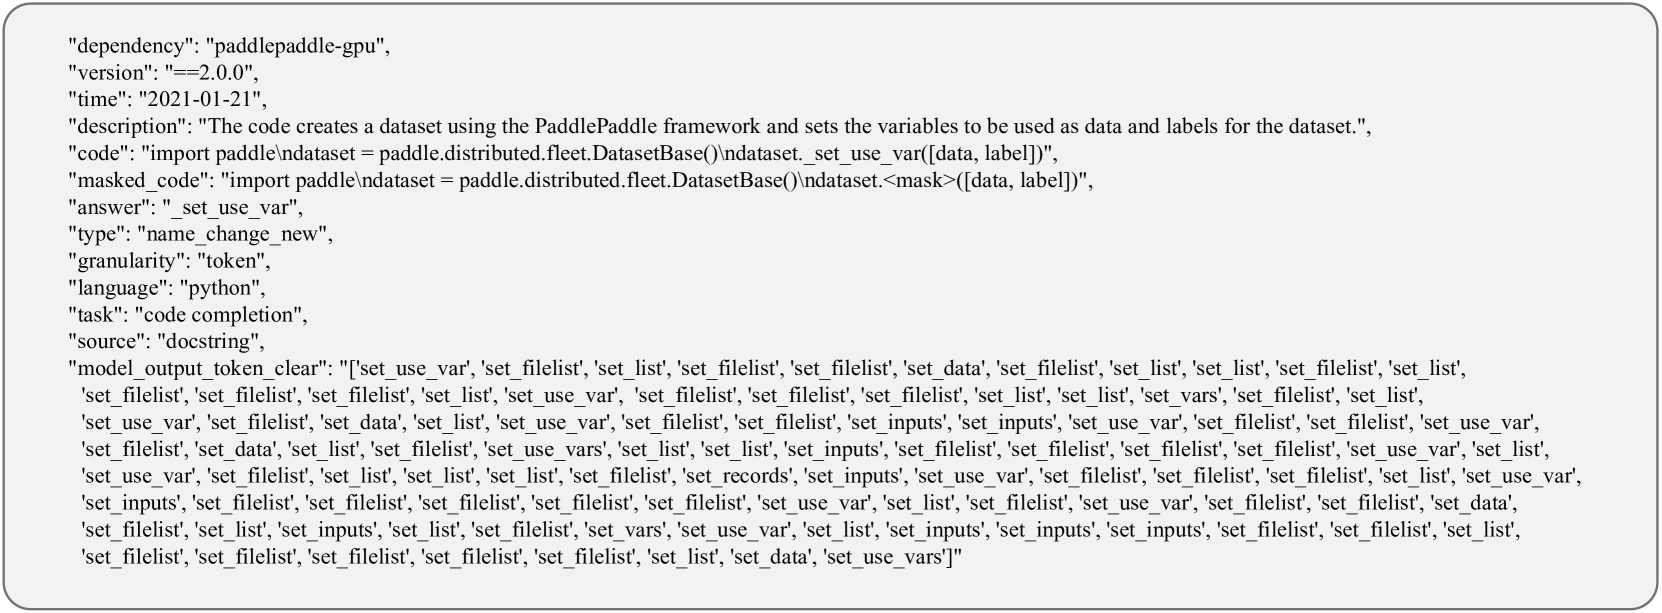 "dependency": "paddlepaddle-gpu",
"version": "==2.0.0",
"time": "2021-01-21",
"description": "The code creates a dataset using the PaddlePaddle framework and sets the variables to be used as data and labels for the dataset.",
"code": "import paddle\ndataset = paddle.distributed.fleet.DatasetBase()\ndataset._set_use_var([data, label])",
"masked_code": "import paddle\ndataset = paddle.distributed.fleet.DatasetBase()\ndataset.<mask>([data, label])",
"answer": "_set_use_var",
"type": "name_change_new",
"granularity": "token",
"language": "python",
"task": "code completion",
"source": "docstring",
"model_output_token_clear": "['set_use_var', 'set_filelist', 'set_list', 'set_filelist', 'set_filelist', 'set_data', 'set_filelist', 'set_list', 'set_list', 'set_filelist', 'set_list',
'set_filelist', 'set_filelist', 'set_filelist', 'set_list', 'set_use_var', 'set_filelist', 'set_filelist', 'set_filelist', 'set_list', 'set_list', 'set_vars', 'set_filelist', 'set_list',
'set_use_var', 'set_filelist', 'set_data', 'set_list', 'set_use_var', 'set_filelist', 'set_filelist', 'set_inputs', 'set_inputs', 'set_use_var', 'set_filelist', 'set_filelist', 'set_use_var',
'set_filelist', 'set_data', 'set_list', 'set_filelist', 'set_use_vars', 'set_list', 'set_list', 'set_inputs', 'set_filelist', 'set_filelist', 'set_filelist', 'set_filelist', 'set_use_var', 'set_list',
'set_use_var', 'set_filelist', 'set_list', 'set_list', 'set_list', 'set_filelist', 'set_records', 'set_inputs', 'set_use_var', 'set_filelist', 'set_filelist', 'set_filelist', 'set_list', 'set_use_var',
'set_inputs', 'set_filelist', 'set_filelist', 'set_filelist', 'set_filelist', 'set_filelist', 'set_use_var', 'set_list', 'set_filelist', 'set_use_var', 'set_filelist', 'set_filelist', 'set_data',
'set_filelist', 'set_list', 'set_inputs', 'set_list', 'set_filelist', 'set_vars', 'set_use_var', 'set_list', 'set_inputs', 'set_inputs', 'set_inputs', 'set_filelist', 'set_filelist', 'set_list',
'set_filelist', 'set_filelist', 'set_filelist', 'set_filelist', 'set_filelist', 'set_list', 'set_data', 'set_use_vars']"